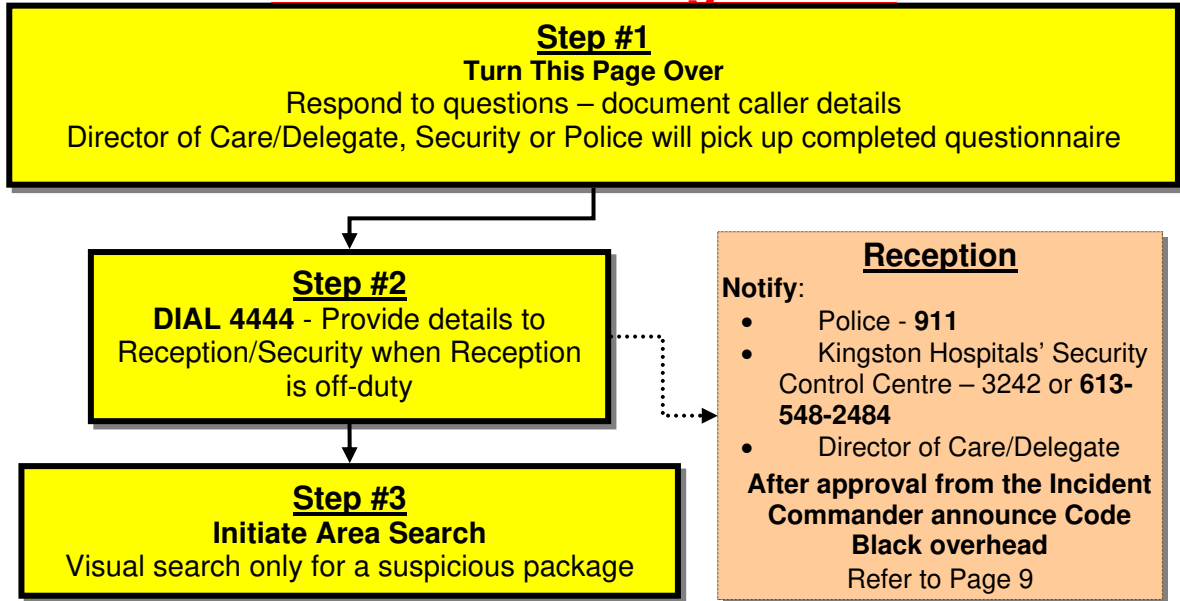 Step #1
Turn This Page Over
Respond to questions – document caller details
Director of Care/Delegate, Security or Police will pick up completed questionnaire
Step #2
DIAL 4444 - Provide details to
Reception/Security when Reception
is off-duty
Step #3
Initiate Area Search
Visual search only for a suspicious package
Reception
Notify:
• Police - 911
• Kingston Hospitals’ Security
Control Centre – 3242 or 613-
548-2484
• Director of Care/Delegate
After approval from the Incident
Commander announce Code
Black overhead
Refer to Page 9